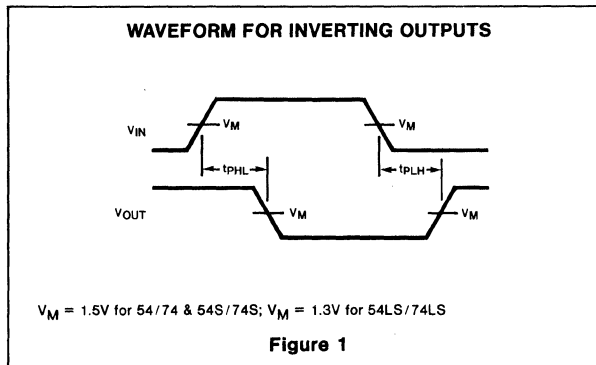 WAVEFORM FOR INVERTING OUTPUTS
VIN
VM
VM
tPHL
tPLH
VOUT
VM
VM
VM = 1.5V for 54/74 & 54S/74S; VM = 1.3V for 54LS/74LS
Figure 1